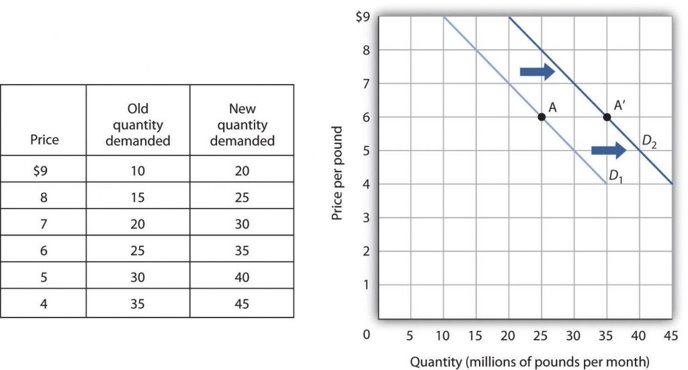 Price
Old
quantity
demanded
New
quantity
demanded
$9 10 20
8 15 25
7 20 30
6 25 35
5 30 40
4 35 45
Price per pound
$9
8
7
6
5
4
3
2
1
A
A'
D2
D1
0 5 10 15 20 25 30 35 40 45
Quantity (millions of pounds per month)